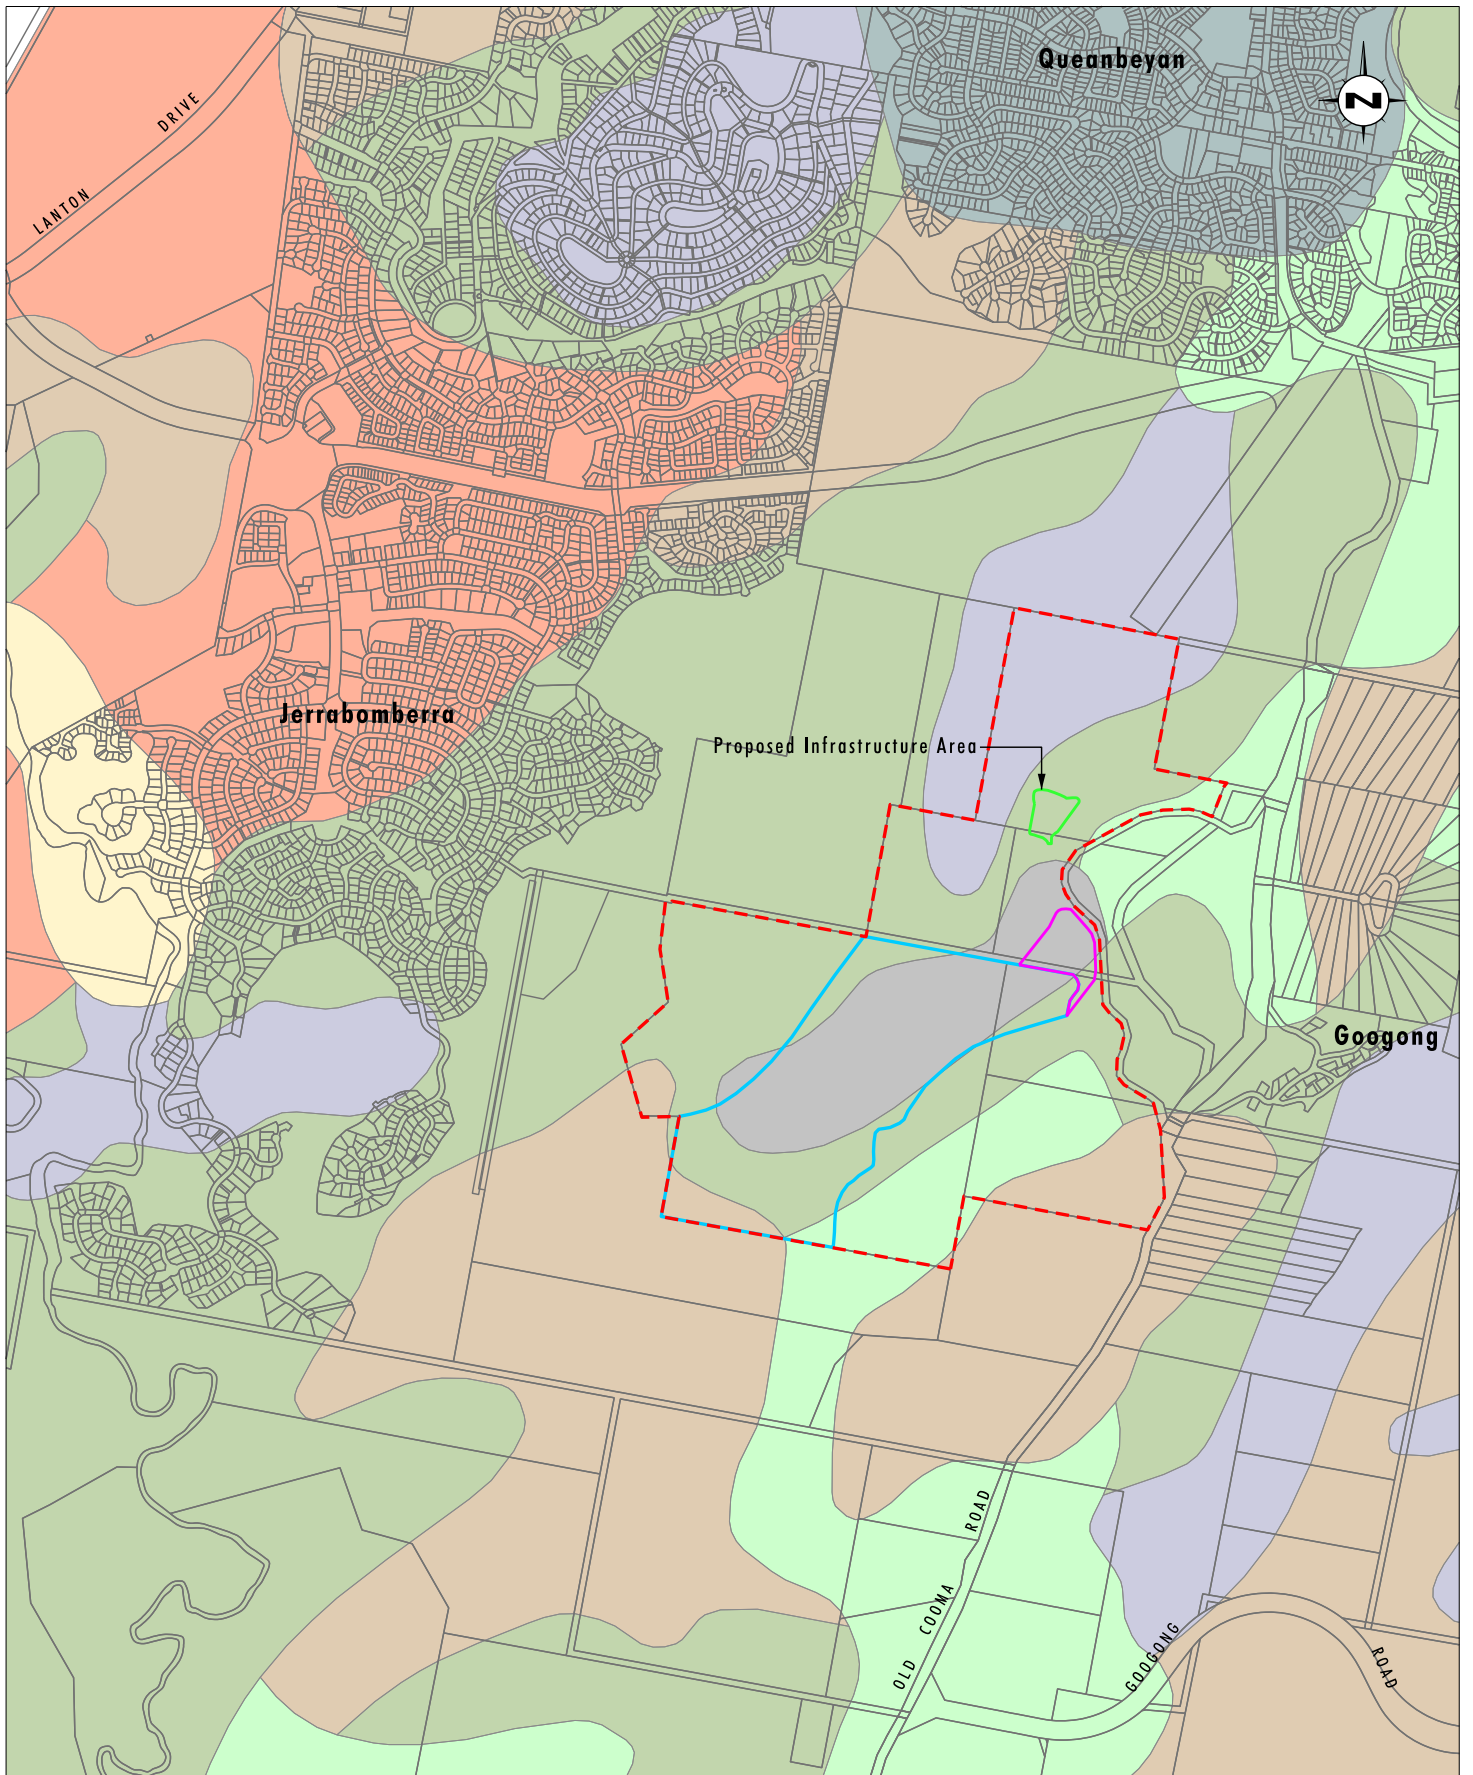 Queanbeyan
N
LANTON DRIVE
Jerrabomberra
Proposed Infrastructure Area
Googong
OLD COOMA ROAD
GOOGONG ROAD